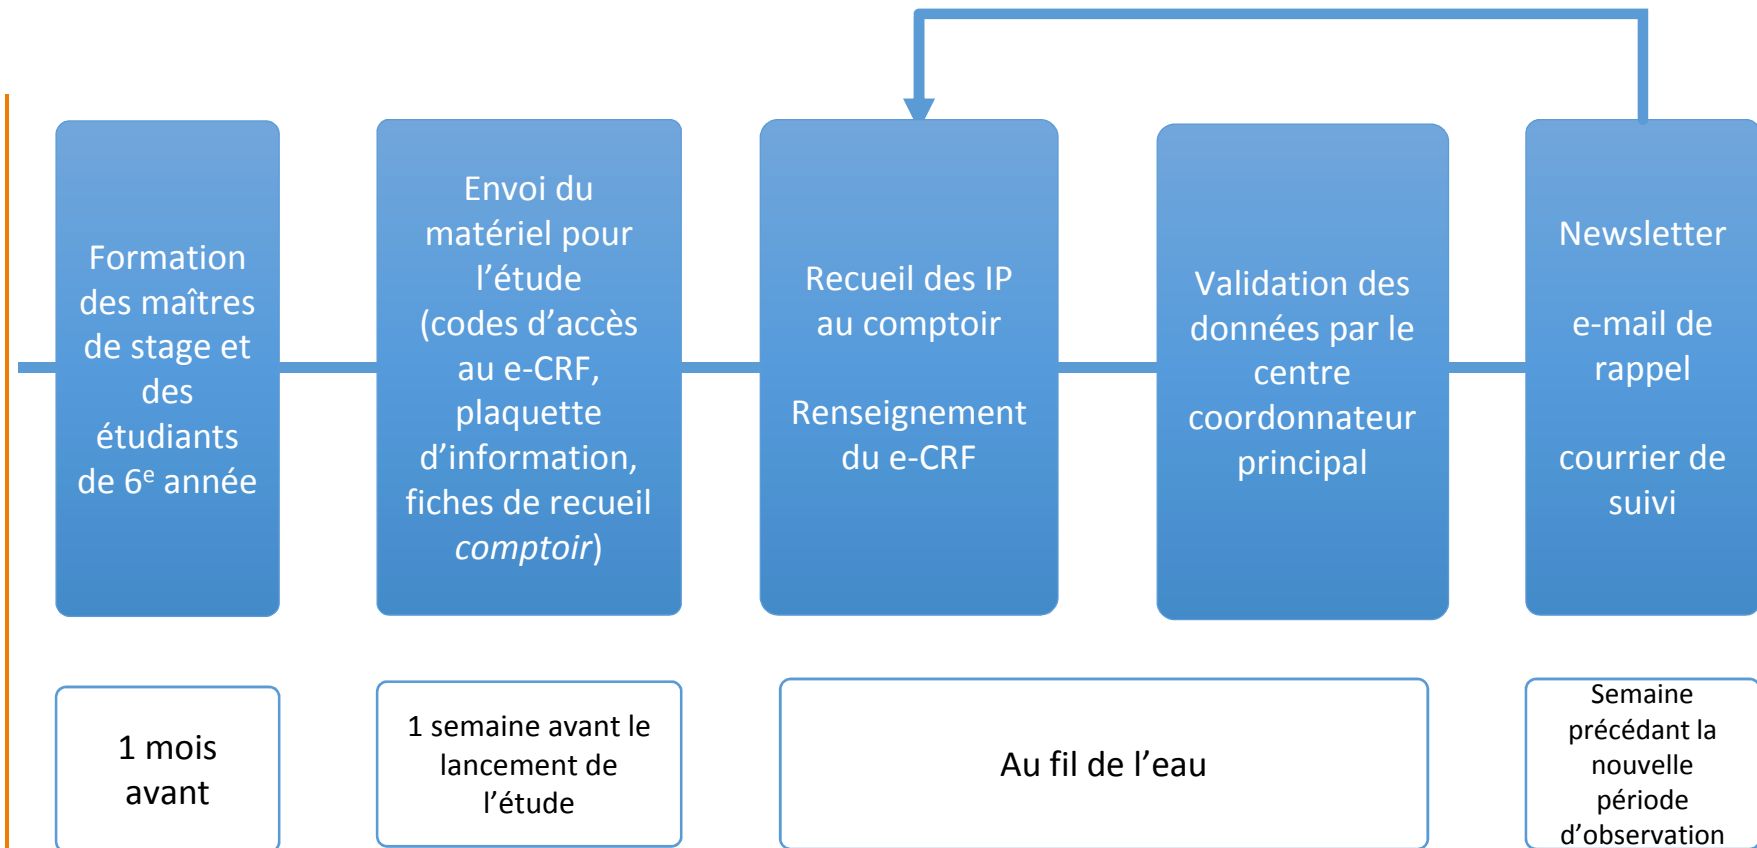 Formation
des maîtres
de stage et
des
étudiants
de 6e année
Envoi du
matériel pour
l’étude
(codes d’accès
au e-CRF,
plaquette
d’information,
fiches de recueil
comptoir)
Recueil des IP
au comptoir
Renseignement
du e-CRF
Validation des
données par le
centre
coordonnateur
principal
Newsletter
e-mail de
rappel
courrier de
suivi
1 mois
avant
1 semaine avant le
lancement de
l’étude
Au fil de l’eau
Semaine
précédant la
nouvelle
période
d’observation